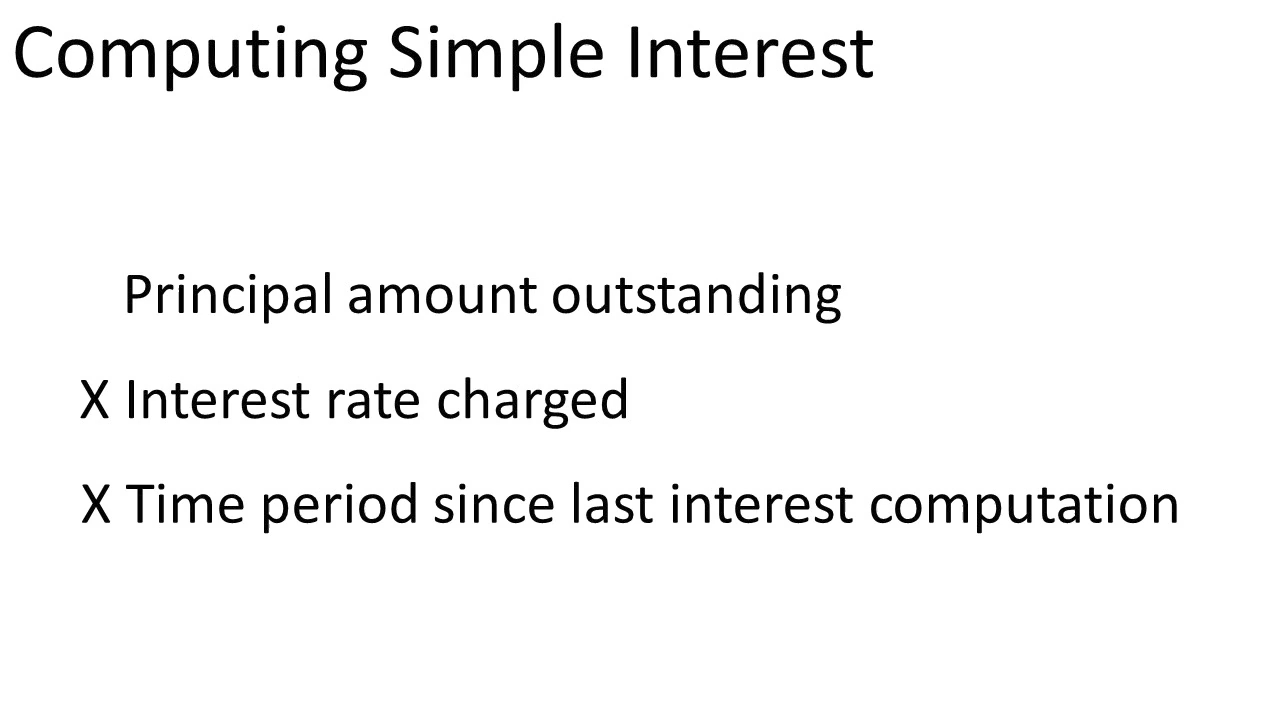 Computing Simple Interest
Principal amount outstanding
X Interest rate charged
X Time period since last interest computation